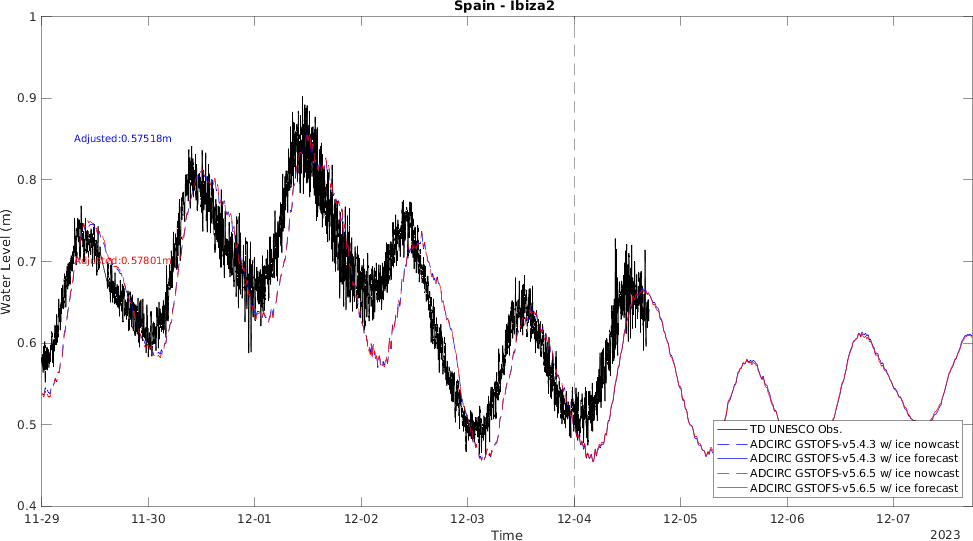 Spain - Ibiza2
1
0.9
0.8
0.7
0.6
0.5
0.4
Water Level (m)
Adjusted:0.57518m
Adjusted:0.57801m
TD UNESCO Obs.
ADCIRC GSTOFS-v5.4.3 w/ ice nowcast
ADCIRC GSTOFS-v5.4.3 w/ ice forecast
ADCIRC GSTOFS-v5.6.5 w/ ice nowcast
ADCIRC GSTOFS-v5.6.5 w/ ice forecast
11-29 11-30 12-01 12-02 12-03 12-04 12-05 12-06 12-07
Time
2023